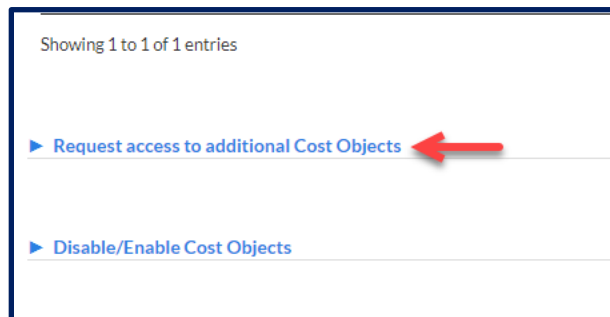 Showing 1 to 1 of 1 entries
Request access to additional Cost Objects
Disable/Enable Cost Objects